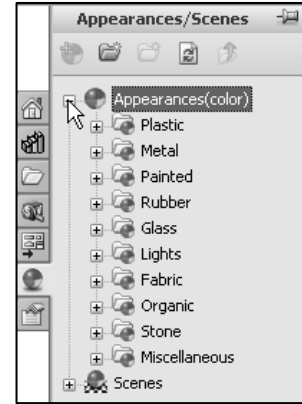 Appearances/Scenes
Appearances(color)
Plastic
Metal
Painted
Rubber
Glass
Lights
Fabric
Organic
Stone
Miscellaneous
Scenes